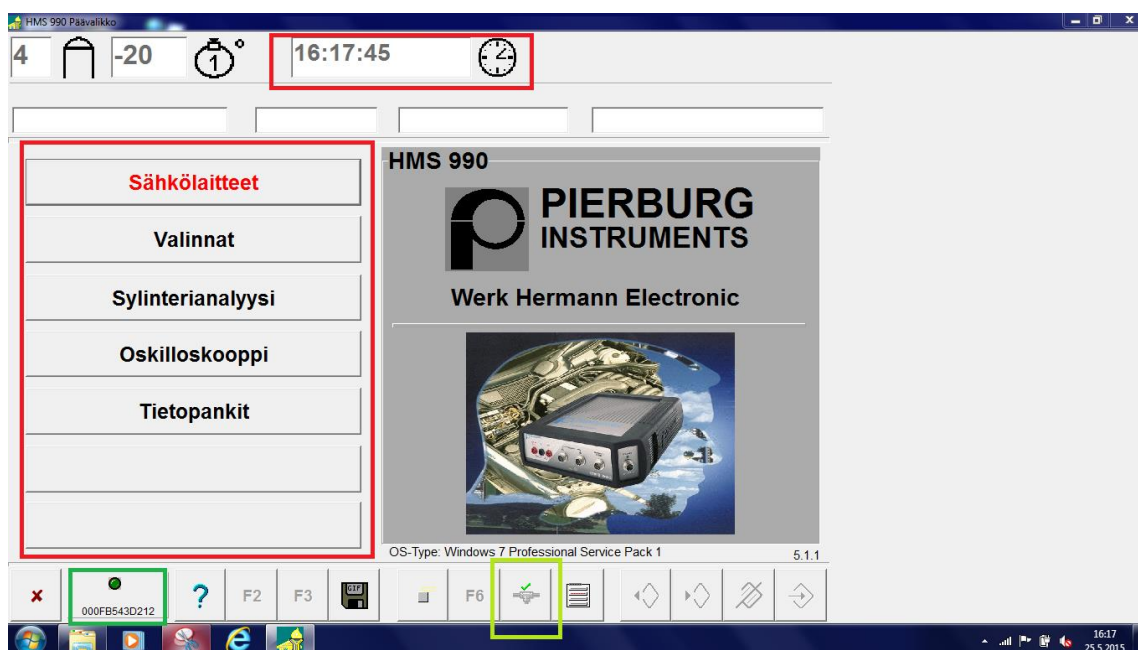 HMS 990 Päävalikko
4
-20
1
16:17:45
Sähkölaitteet
Valinnat
Sylinterianalyysi
Oskilloskooppi
Tietopankit
HMS 990
PIERBURG
INSTRUMENTS
Werk Hermann Electronic
OS-Type: Windows 7 Professional Service Pack 1
5.1.1
000FB543D212
?
F2
F3
GIF
F6
16:17
25.5.2015